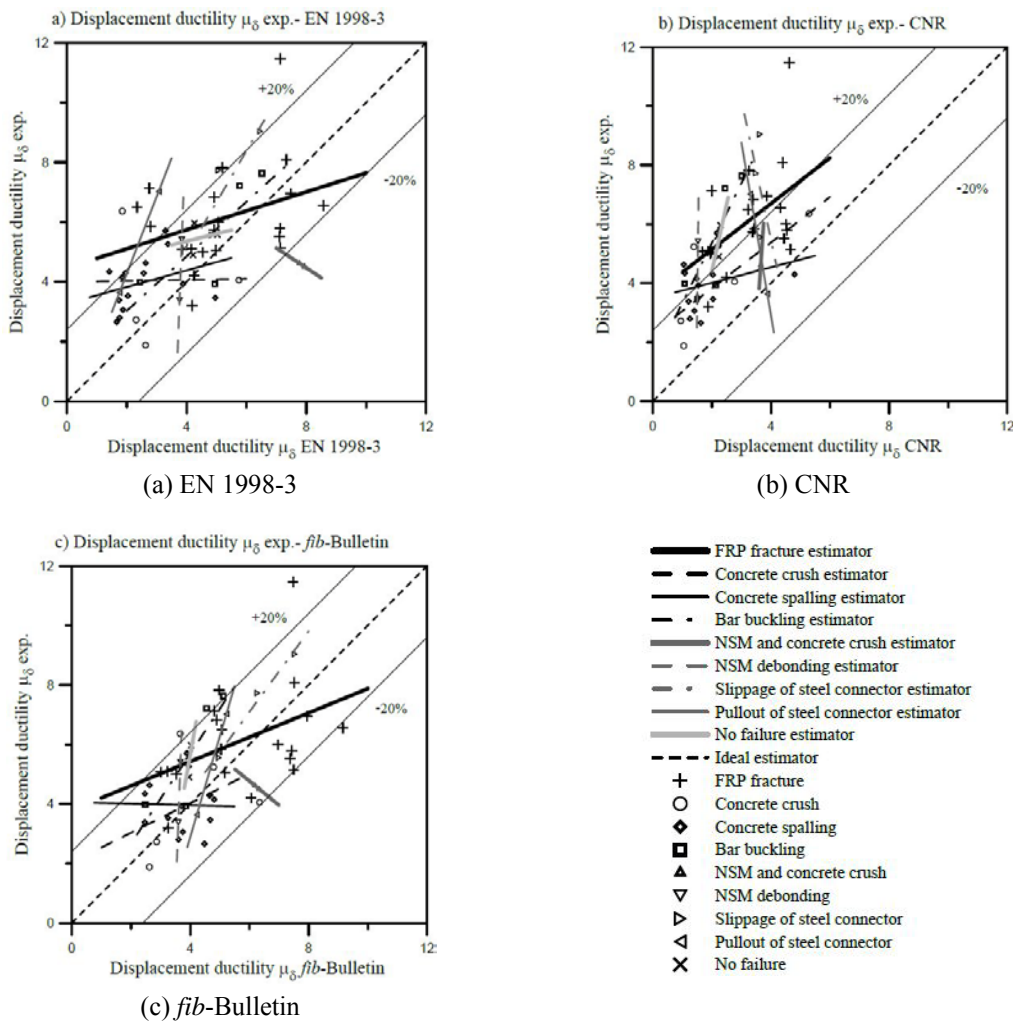 a) Displacement ductility μδ exp.- EN 1998-3
12
+20%
8
-20%
4
0
0
4
8
12
Displacement ductility μδ exp.
Displacement ductility μδ EN 1998-3
(a) EN 1998-3
b) Displacement ductility μδ exp.- CNR
12
+20%
8
-20%
4
0
0
4
8
12
Displacement ductility μδ exp.
Displacement ductility μδ CNR
(b) CNR
c) Displacement ductility μδ exp.- fib-Bulletin
12
+20%
8
-20%
4
0
0
4
8
12
Displacement ductility μδ exp.
Displacement ductility μδ fib-Bulletin
(c) fib-Bulletin
FRP fracture estimator
Concrete crush estimator
Concrete spalling estimator
Bar buckling estimator
NSM and concrete crush estimator
NSM debonding estimator
Slippage of steel connector estimator
Pullout of steel connector estimator
No failure estimator
Ideal estimator
FRP fracture
Concrete crush
Concrete spalling
Bar buckling
NSM and concrete crush
NSM debonding
Slippage of steel connector
Pullout of steel connector
No failure